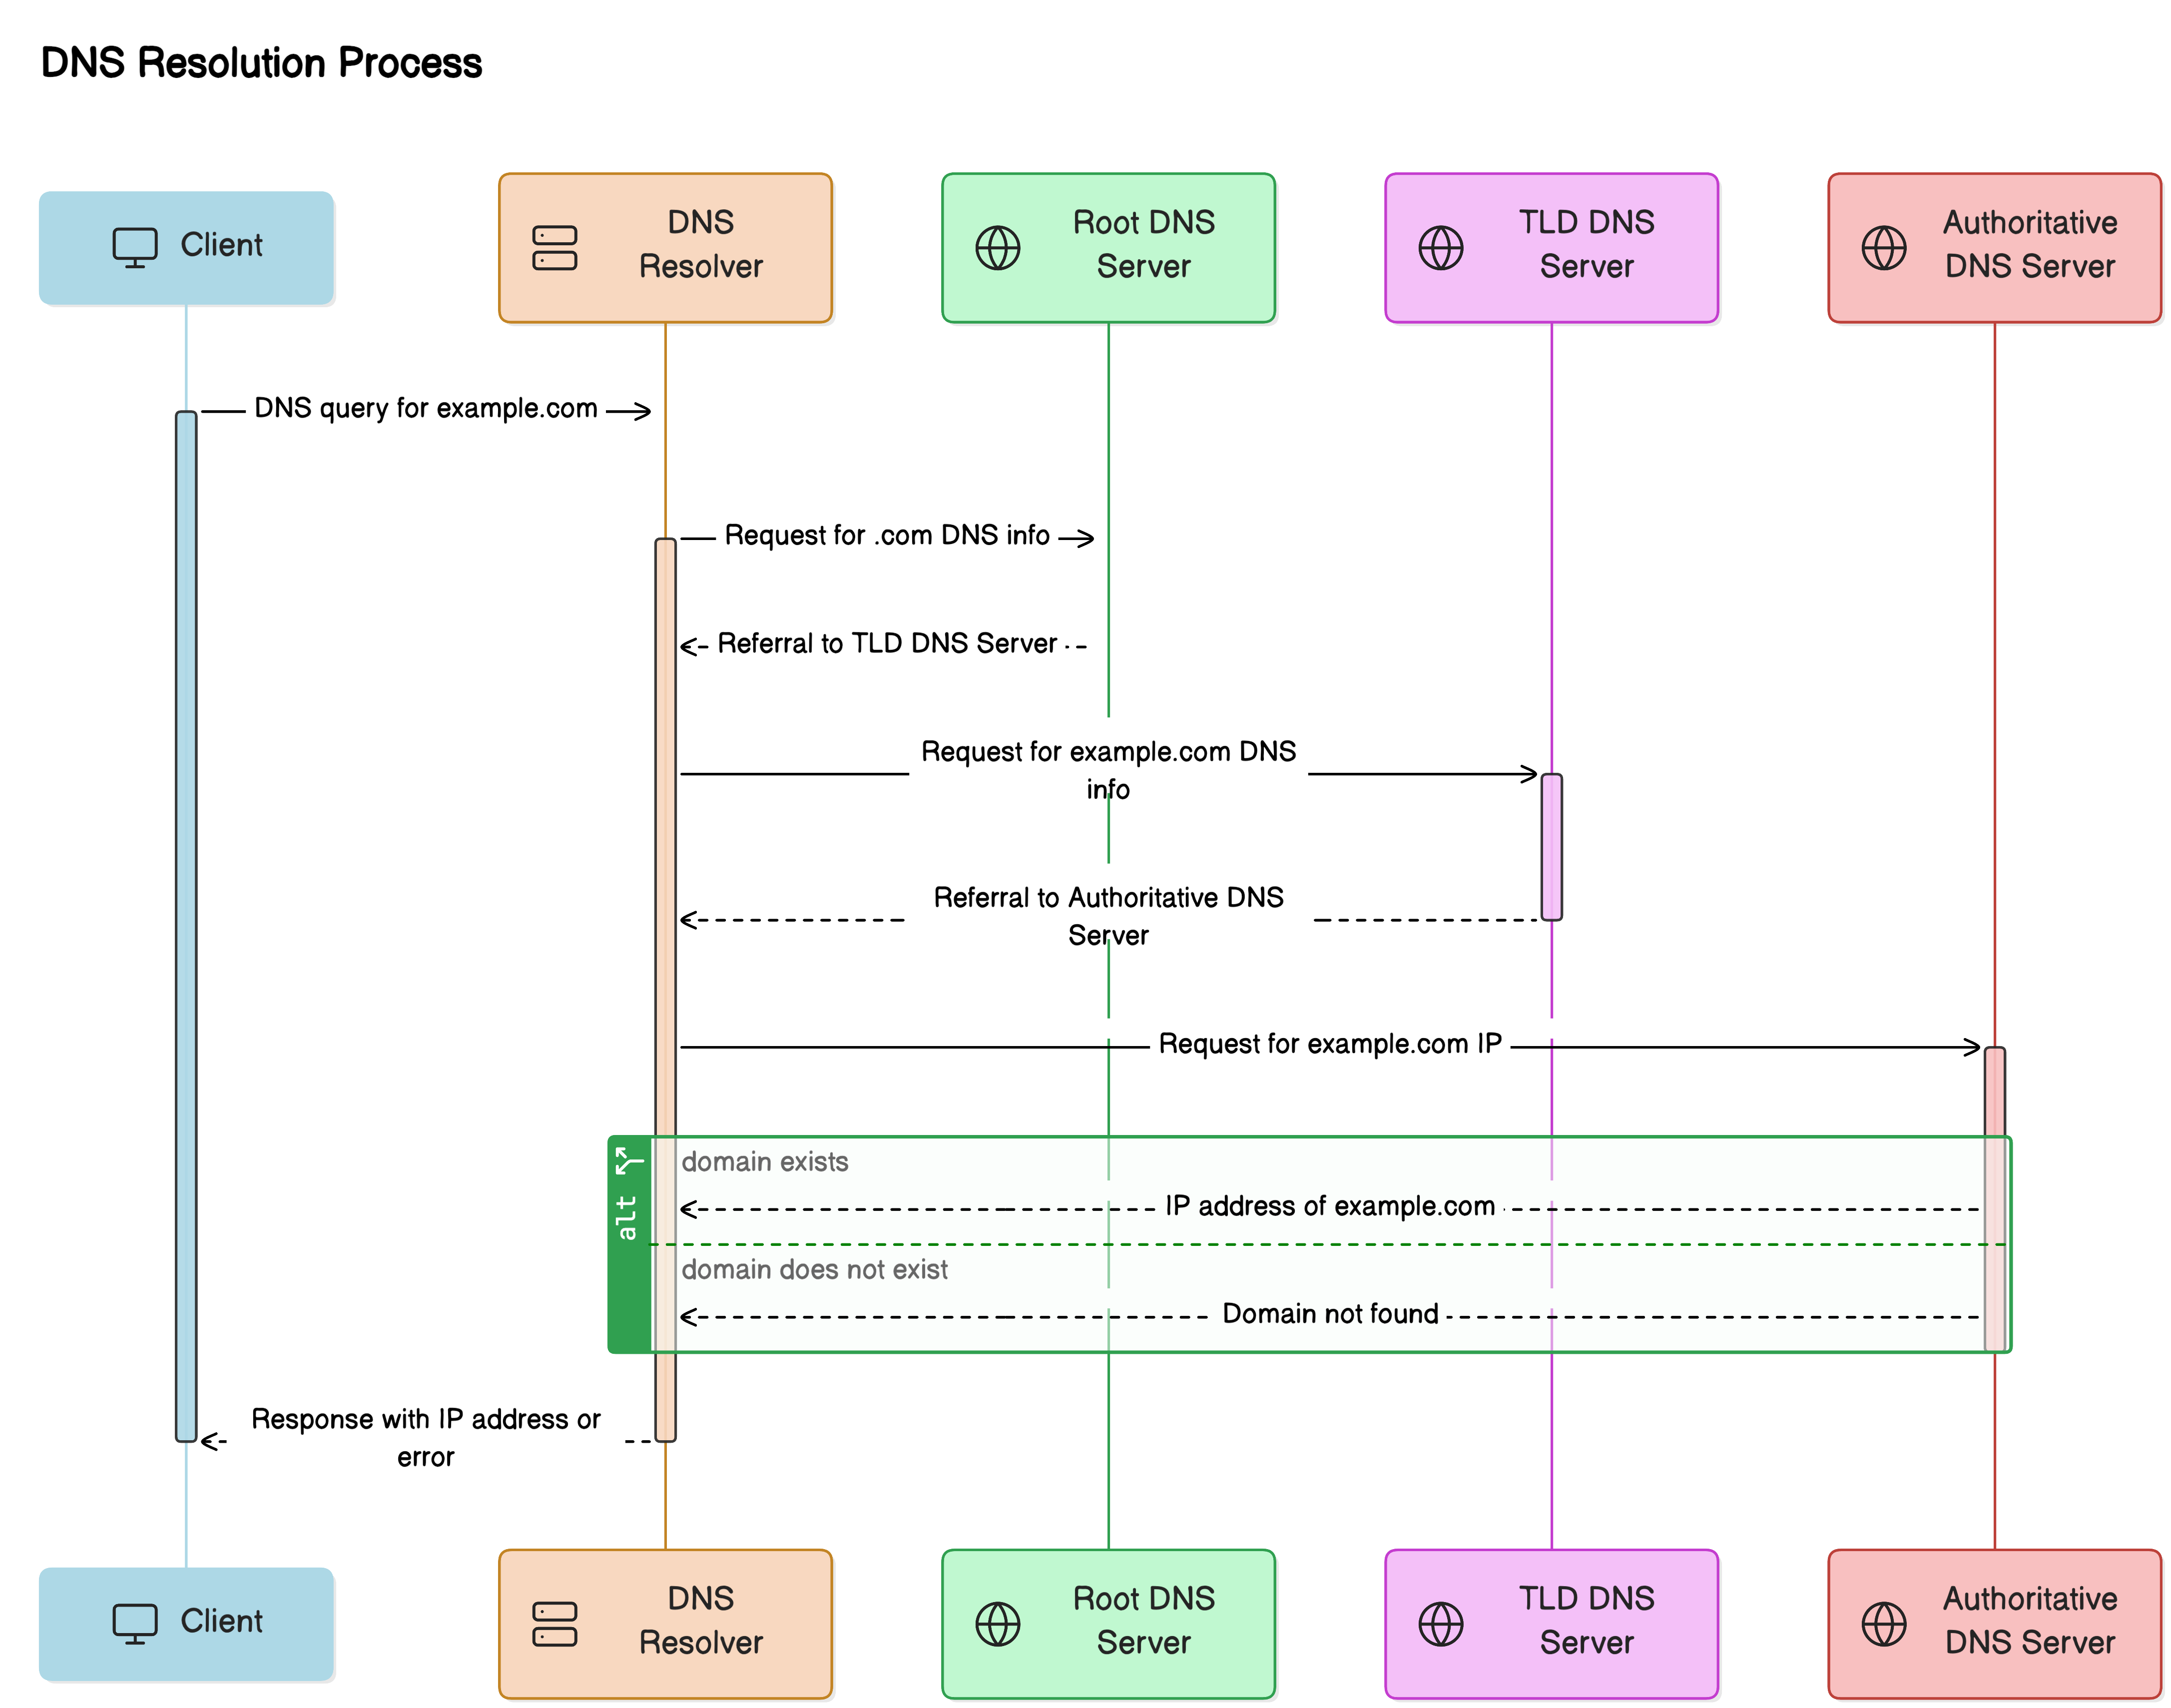 DNS Resolution Process
Client
DNS
Resolver
Root DNS
Server
TLD DNS
Server
Authoritative
DNS Server
DNS query for example.com
Request for .com DNS info
Referral to TLD DNS Server
Request for example.com DNS
info
Referral to Authoritative DNS
Server
Request for example.com IP
alt
domain exists
IP address of example.com
domain does not exist
Domain not found
Response with IP address or
error
Client
DNS
Resolver
Root DNS
Server
TLD DNS
Server
Authoritative
DNS Server